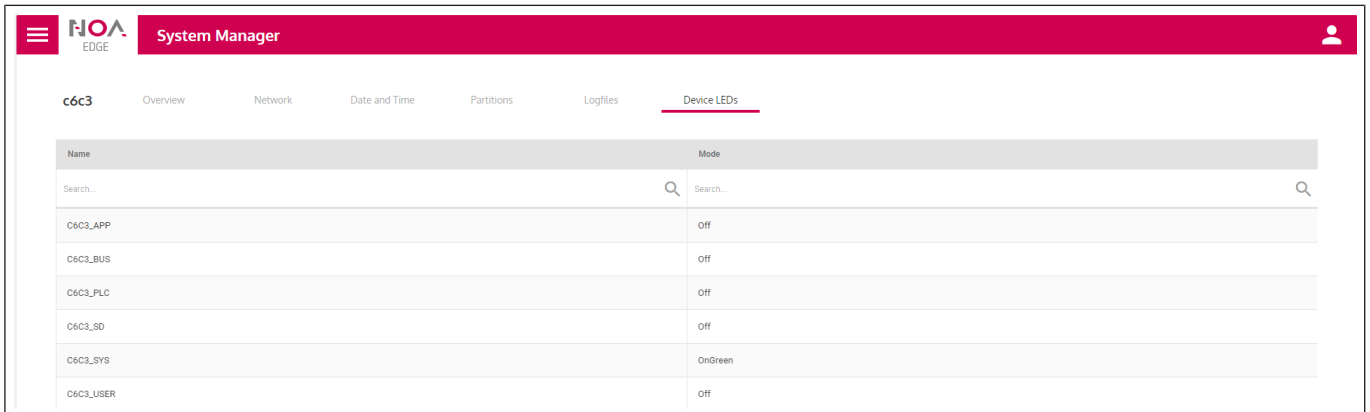 NOA
EDGE
System Manager
c6c3 Overview Network Date and Time Partitions Logfiles Device LEDs
Name Mode
Search... Search...
C6C3_APP Off
C6C3_BUS Off
C6C3_PLC Off
C6C3_SD Off
C6C3_SYS OnGreen
C6C3_USER Off